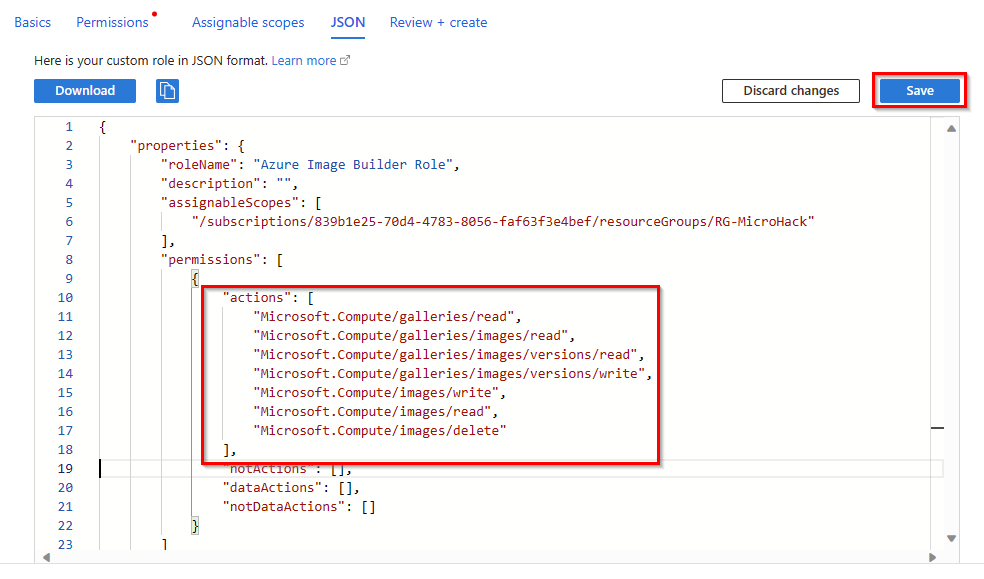 Basics Permissions Assignable scopes JSON Review + create
Here is your custom role in JSON format. Learn more
Download Discard changes Save
1 {
2 "properties": {
3 "roleName": "Azure Image Builder Role",
4 "description": "",
5 "assignableScopes": [
6 "/subscriptions/839b1e25-70d4-4783-8056-faf63f3e4bef/resourceGroups/RG-MicroHack"
7 ],
8 "permissions": [
9 {
10 "actions": [
11 "Microsoft.Compute/galleries/read",
12 "Microsoft.Compute/galleries/images/read",
13 "Microsoft.Compute/galleries/images/versions/read",
14 "Microsoft.Compute/galleries/images/versions/write",
15 "Microsoft.Compute/images/write",
16 "Microsoft.Compute/images/read",
17 "Microsoft.Compute/images/delete"
18 ],
19 "notActions": [],
20 "dataActions": [],
21 "notDataActions": []
22 }
23 ]